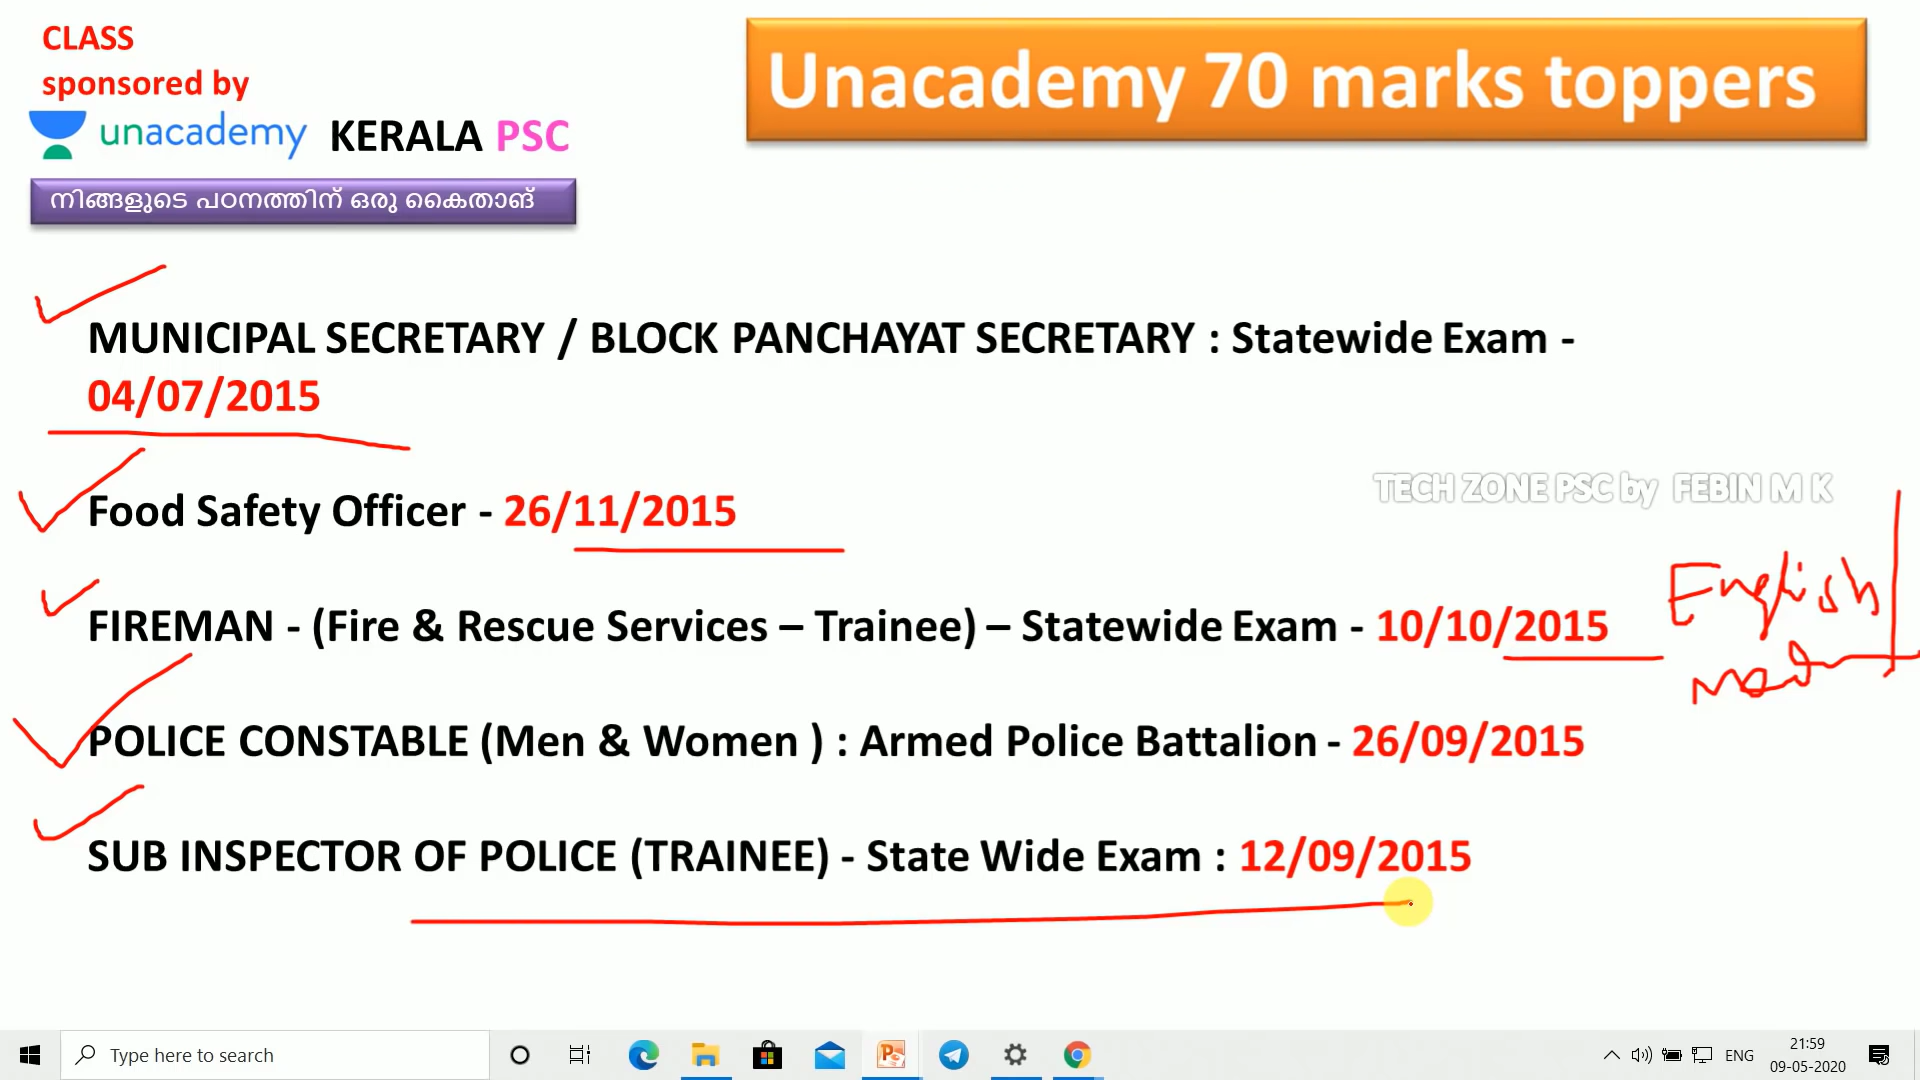 CLASS
sponsored by
unacademy KERALA PSC
നിങ്ങളുടെ പഠനത്തിന് ഒരു കൈതാങ്
Unacademy 70 marks toppers
MUNICIPAL SECRETARY / BLOCK PANCHAYAT SECRETARY : Statewide Exam -
04/07/2015
TECH ZONE PSC by FEBIN M K
Food Safety Officer - 26/11/2015
English
FIREMAN - (Fire & Rescue Services – Trainee) – Statewide Exam - 10/10/2015
POLICE CONSTABLE (Men & Women ) : Armed Police Battalion - 26/09/2015
SUB INSPECTOR OF POLICE (TRAINEE) - State Wide Exam : 12/09/2015
Type here to search
ENG
21:59
09-05-2020